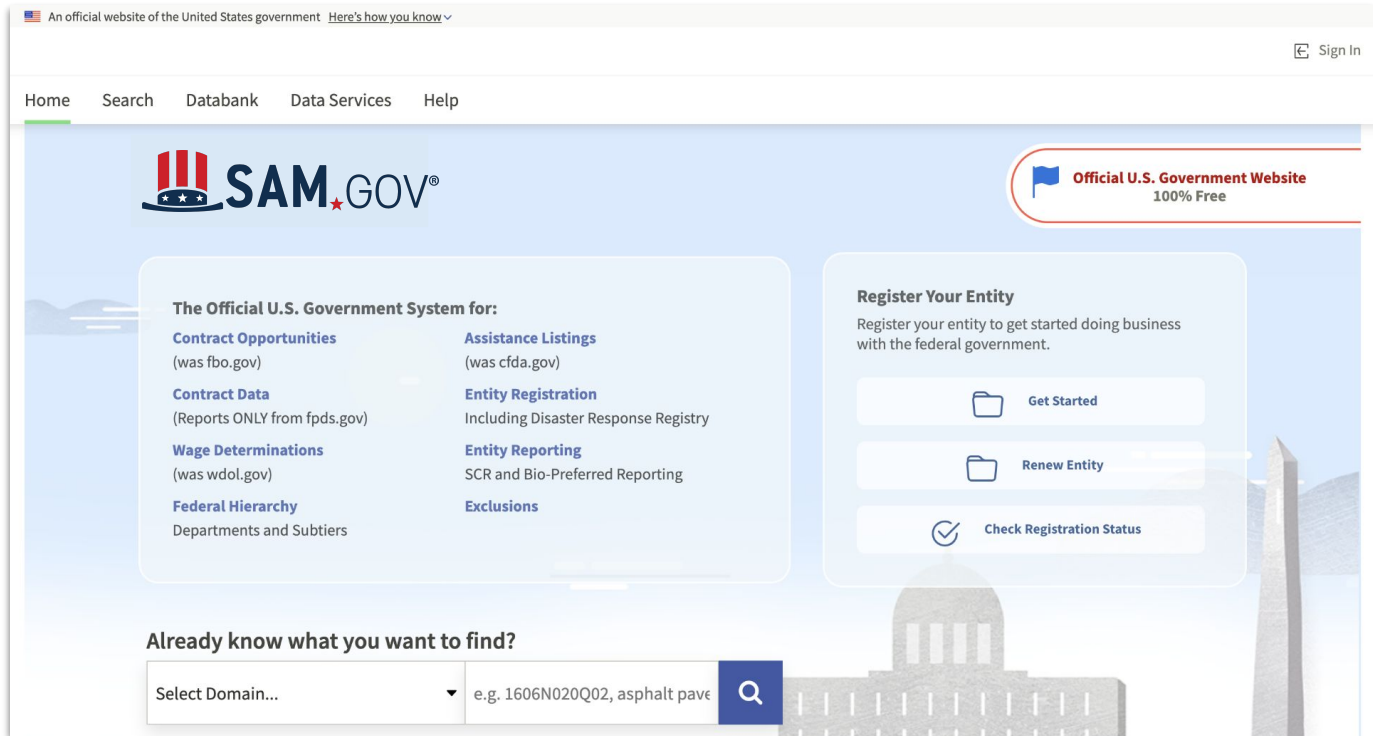 An official website of the United States government Here's how you know
Sign In
Home Search Databank Data Services Help
SAM.GOV®
Official U.S. Government Website
100% Free
The Official U.S. Government System for:
Contract Opportunities
(was fbo.gov)
Contract Data
(Reports ONLY from fpds.gov)
Wage Determinations
(was wdol.gov)
Federal Hierarchy
Departments and Subtiers
Assistance Listings
(was cfda.gov)
Entity Registration
Including Disaster Response Registry
Entity Reporting
SCR and Bio-Preferred Reporting
Exclusions
Register Your Entity
Register your entity to get started doing business
with the federal government.
Get Started
Renew Entity
Check Registration Status
Already know what you want to find?
Select Domain...
e.g. 1606N020Q02, asphalt pave